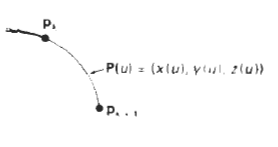 pₖ
P(u) = (x(u), y(u), z(u))
pₖ₊₁